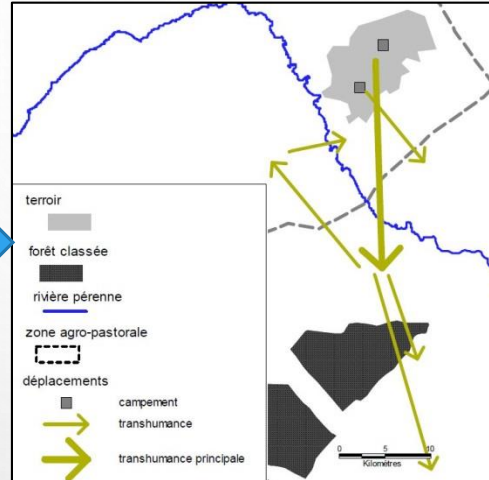 terroir
forêt classée
rivière pérenne
zone agro-pastorale
déplacements
campement
transhumance
transhumance principale
0 5 10
Kilomètres